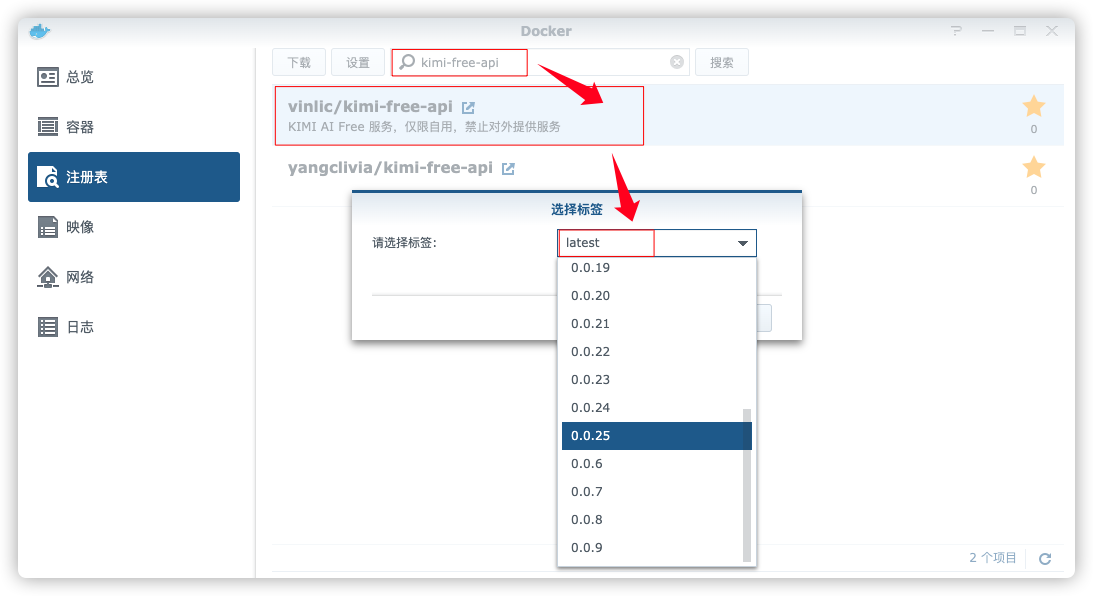 Docker
总览
容器
注册表
映像
网络
日志
下载
设置
kimi-free-api
搜索
vinlic/kimi-free-api
KIMI AI Free 服务，仅限自用，禁止对外提供服务
0
yangclivia/kimi-free-api
0
选择标签
请选择标签:
latest
0.0.19
0.0.20
0.0.21
0.0.22
0.0.23
0.0.24
0.0.25
0.0.6
0.0.7
0.0.8
0.0.9
2 个项目